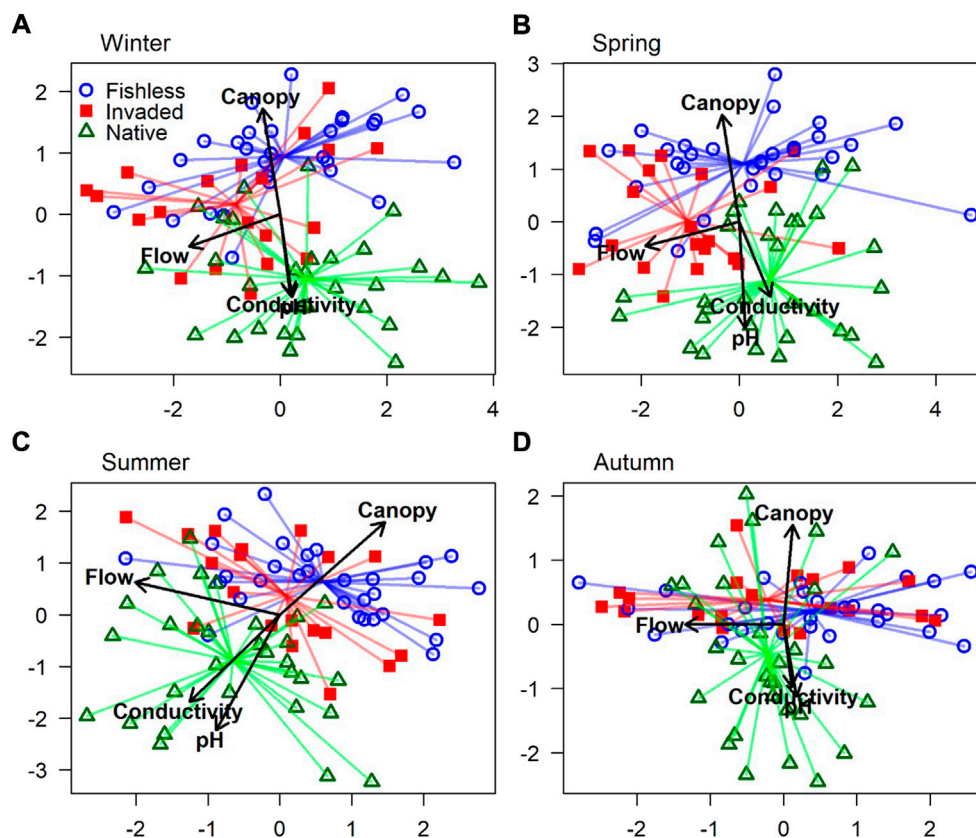 A
Winter
Fishless
Invaded
Native
Canopy
Flow
Conductivity
pH
2
1
0
-1
-2
-2
0
2
4
B
Spring
Canopy
Flow
Conductivity
pH
3
2
1
0
-1
-2
-2
0
2
4
C
Summer
Canopy
Flow
Conductivity
pH
2
1
0
-1
-2
-3
-2
-1
0
1
2
D
Autumn
Canopy
Flow
Conductivity
pH
2
1
0
-1
-2
-2
-1
0
1
2